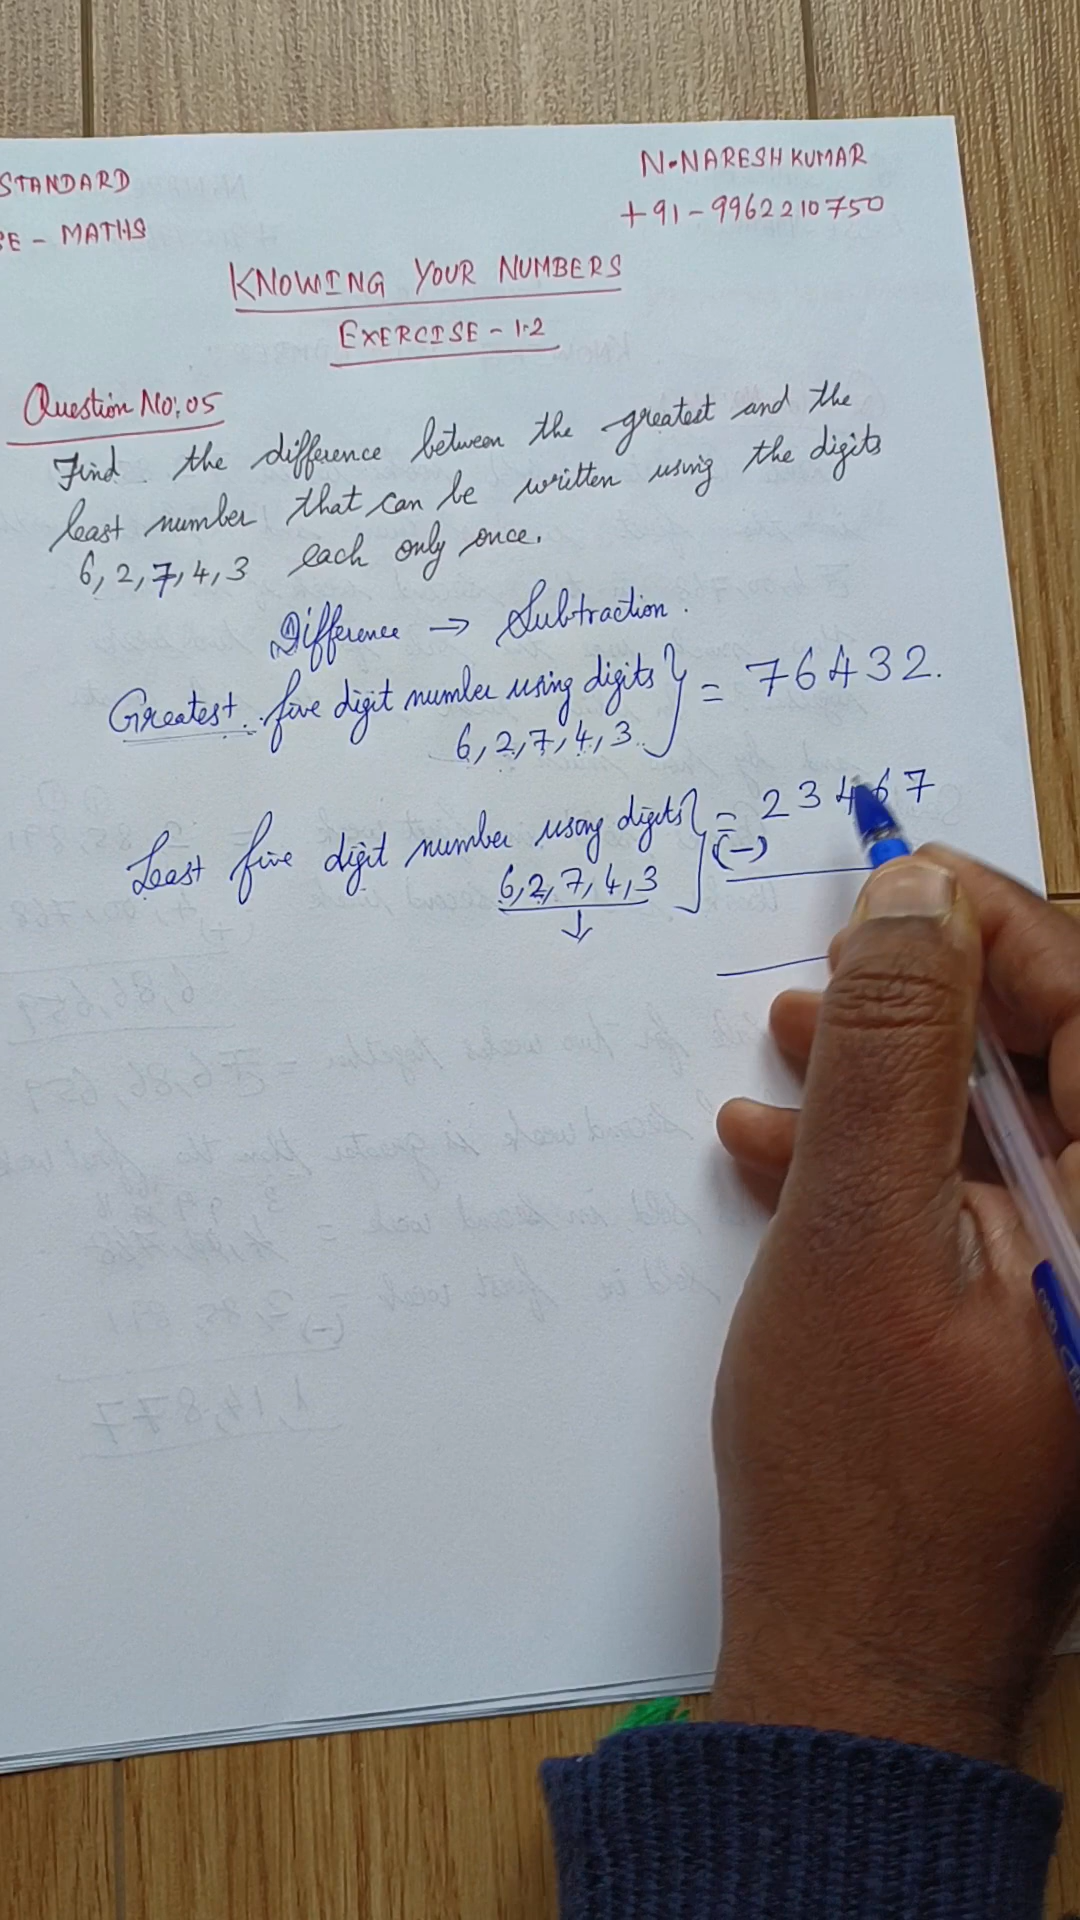 STANDARD
N. NARESH KUMAR
- MATHS
+91-9962210750
KNOWING YOUR NUMBERS
EXERCISE - 1.2
Question No: 05
Find the difference between the greatest and the
least number that can be written using the digits
6, 2, 7, 4, 3 each only once.
Difference → Subtraction.
Greatest five digit number using digits } = 76432.
6, 2, 7, 4, 3
Least five digit number using digits } = 23467
(-)
6, 2, 7, 4, 3